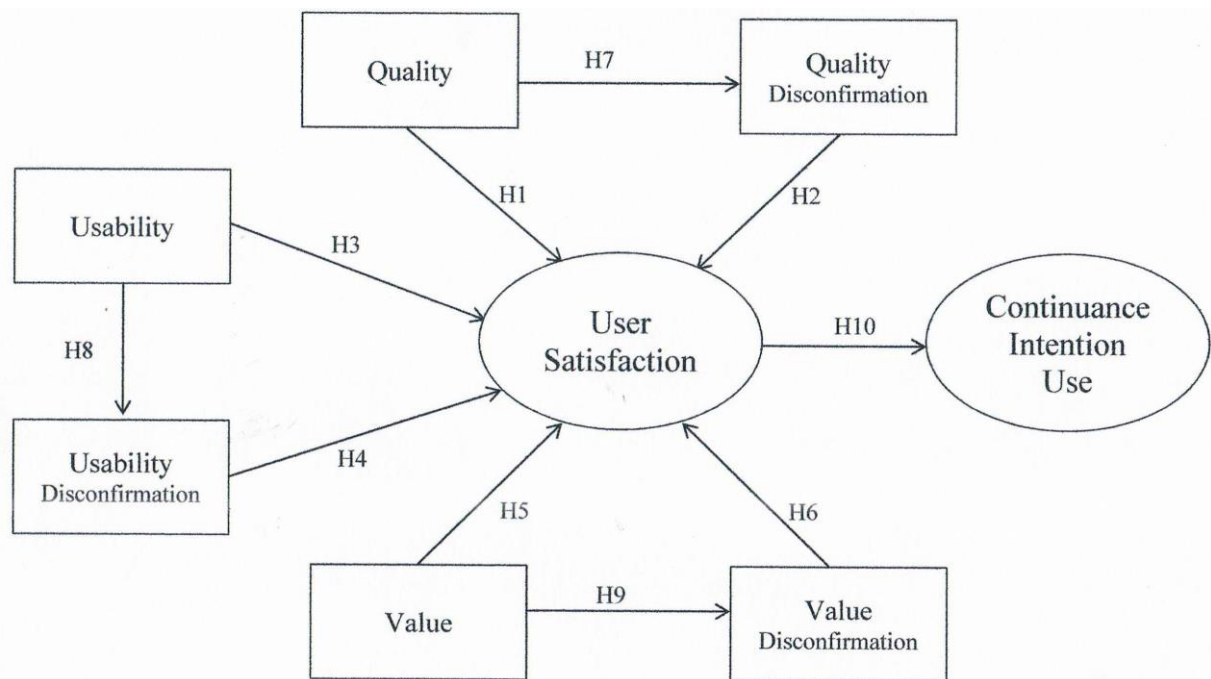 Quality
H7
Quality
Disconfirmation
H1
H2
Usability
H3
H8
User
Satisfaction
H10
Continuance
Intention
Use
Usability
Disconfirmation
H4
H5
H6
Value
H9
Value
Disconfirmation